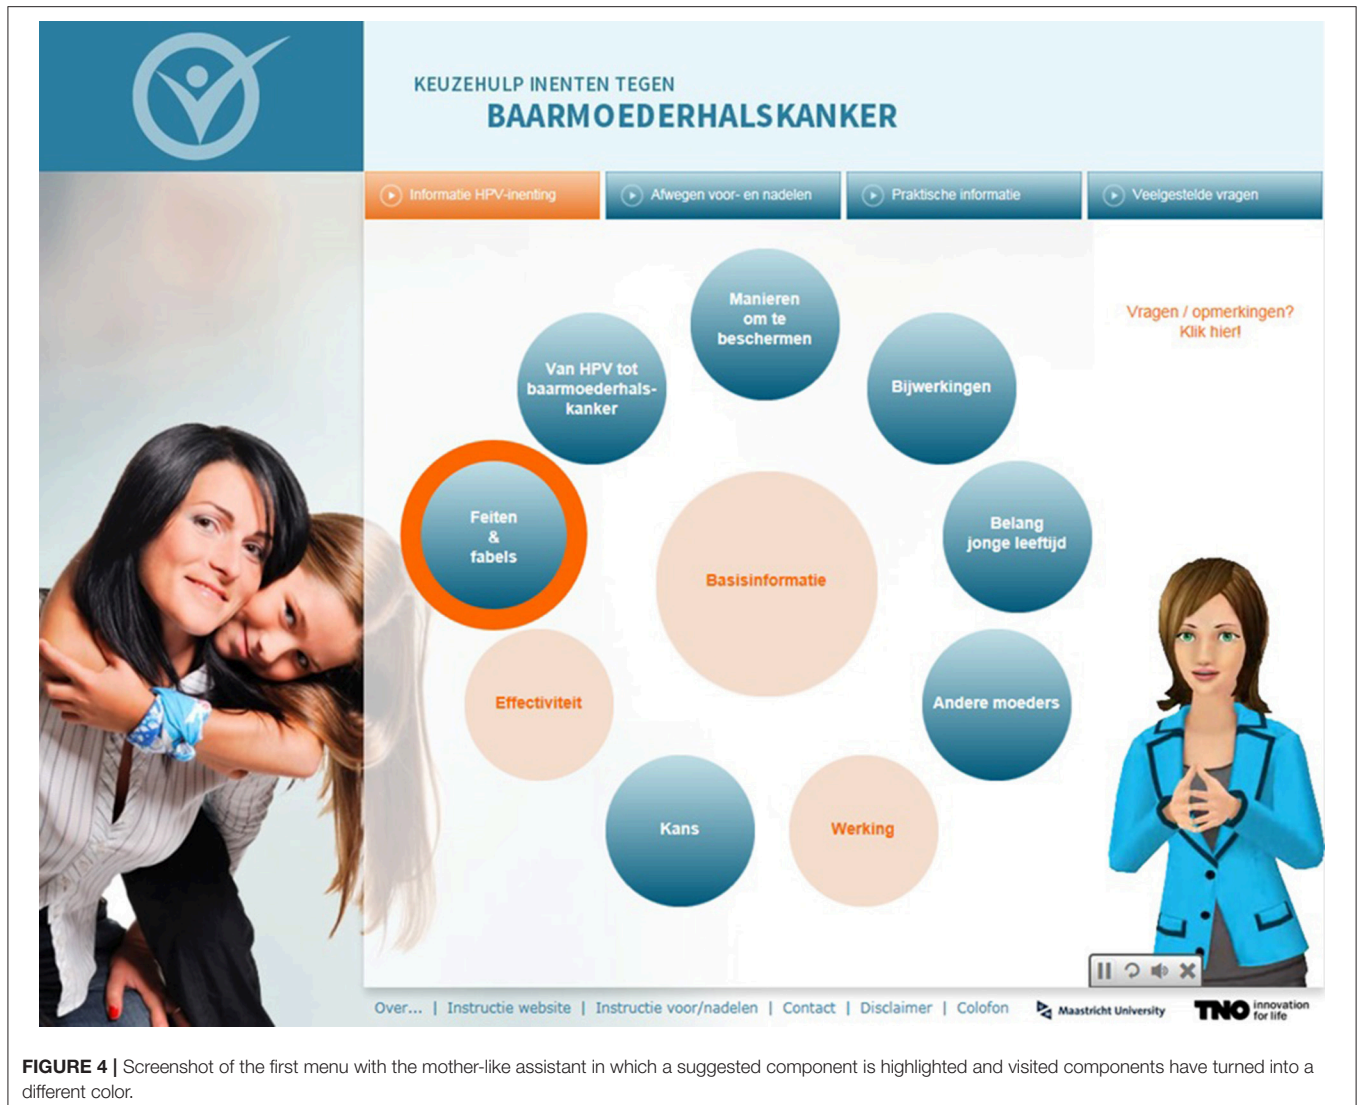 KEUZEHULP INENTEN TEGEN
BAARMOEDERHALSKANKER
Informatie HPV-inenting
Afwegen voor- en nadelen
Praktische informatie
Veelgestelde vragen
Vragen / opmerkingen?
Klik hier!
Manieren
om te
beschermen
Van HPV tot
baarmoederhals-
kanker
Bijwerkingen
Feiten
&
fabels
Belang
jonge leeftijd
Basisinformatie
Effectiviteit
Andere moeders
Kans
Werking
Over... | Instructie website | Instructie voor/nadelen | Contact | Disclaimer | Colofon
Maastricht University
TNO innovation
for life
FIGURE 4 | Screenshot of the first menu with the mother-like assistant in which a suggested component is highlighted and visited components have turned into a
different color.